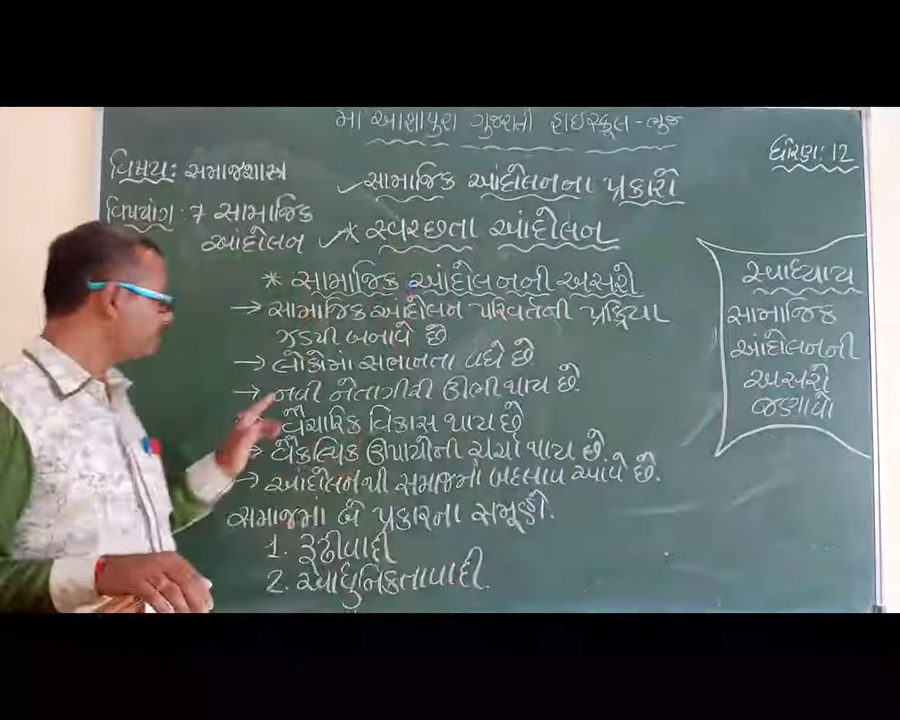 માં આશાપુરા ગુજરાતી હાઈસ્કૂલ - ભુજ
ધોરણ: 12
વિષય: સમાજશાસ્ત્ર
✓ સામાજિક આંદોલનના પ્રકારો
વિષયાંગ: 7 સામાજિક
આંદોલન
✓ * સ્વચ્છતા આંદોલન
* સામાજિક આંદોલનની અસરો
→ સામાજિક આંદોલન પરિવર્તનની પ્રક્રિયા
ઝડપી બનાવે છે
→ લોકોમાં સભાનતા વધે છે
→ નવી નેતાગીરી ઊભી થાય છે.
વૈચારિક વિકાસ થાય છે
→ વૈકલ્પિક ઉપાયોની ચર્ચા થાય છે.
→ આંદોલનથી સમાજમાં બદલાવ આવે છે.
સમાજમાં બે પ્રકારના સમૂહો.
1. રૂઢીવાદી
2. આધુનિકતાવાદી.
સ્વાધ્યાય
સામાજિક
આંદોલનની
અસરો
જણાવો